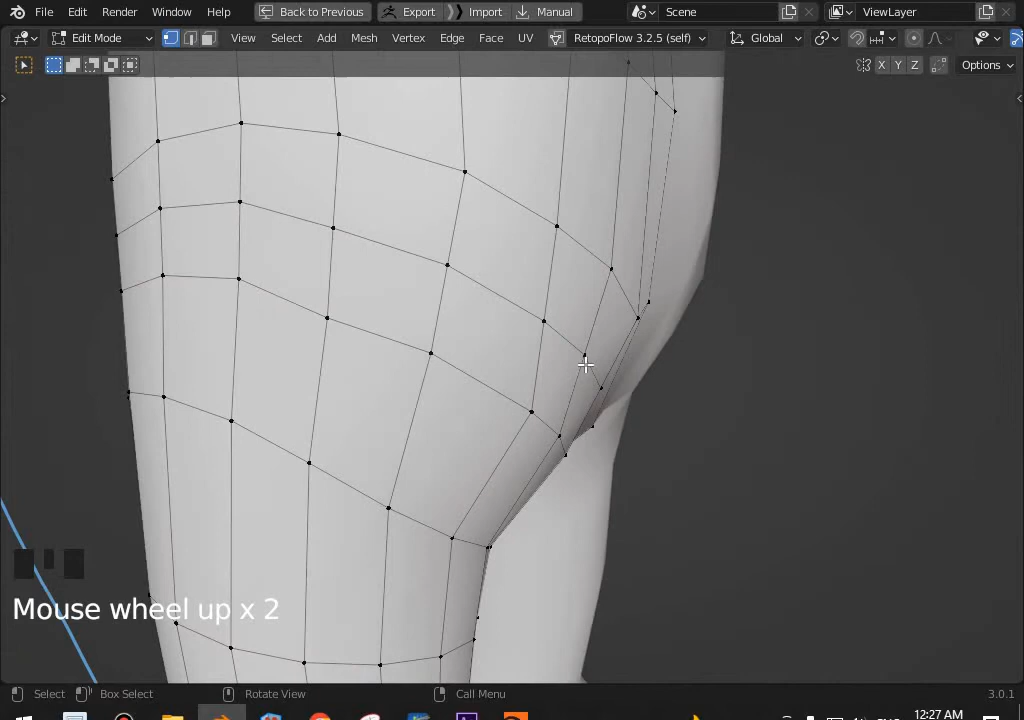 File Edit Render Window Help Back to Previous Export Import Manual Scene ViewLayer
Edit Mode View Select Add Mesh Vertex Edge Face UV RetopoFlow 3.2.5 (self) Global
X Y Z Options
Mouse wheel up x 2
Select Box Select Rotate View Call Menu 3.0.1
12:27 AM